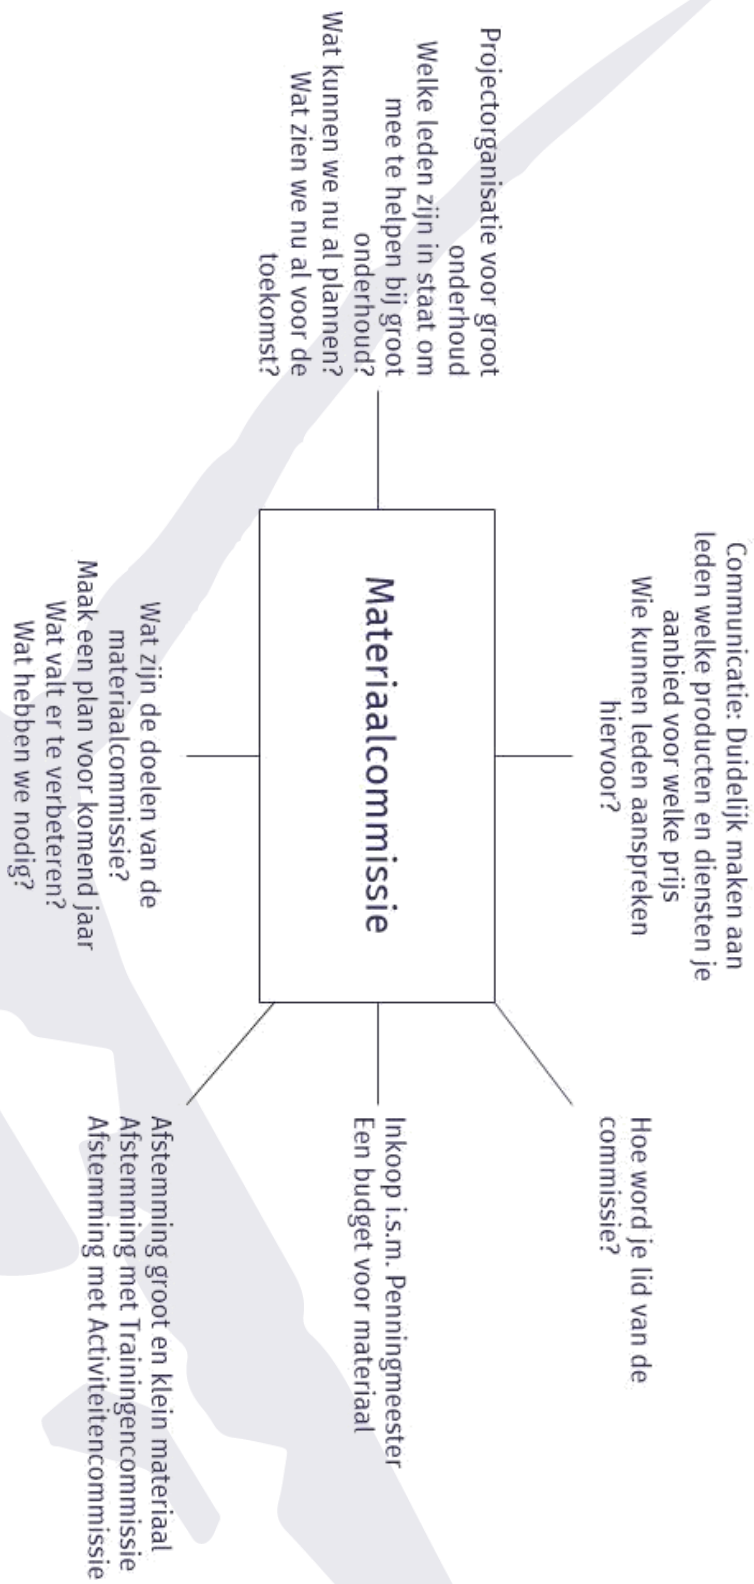 Communicatie: Duidelijk maken aan
leden welke producten en diensten je
aanbied voor welke prijs
Wie kunnen leden aanspreken
hiervoor?
Hoe word je lid van de
commissie?
Projectorganisatie voor groot
onderhoud
Welke leden zijn in staat om
mee te helpen bij groot
onderhoud?
Wat kunnen we nu al plannen?
Wat zien we nu al voor de
toekomst?
Materiaalcommissie
Inkoop i.s.m. Penningmeester
Een budget voor materiaal
Wat zijn de doelen van de
materiaalcommissie?
Maak een plan voor komend jaar
Wat valt er te verbeteren?
Wat hebben we nodig?
Afstemming groot en klein materiaal
Afstemming met Trainingencommissie
Afstemming met Activiteitencommissie